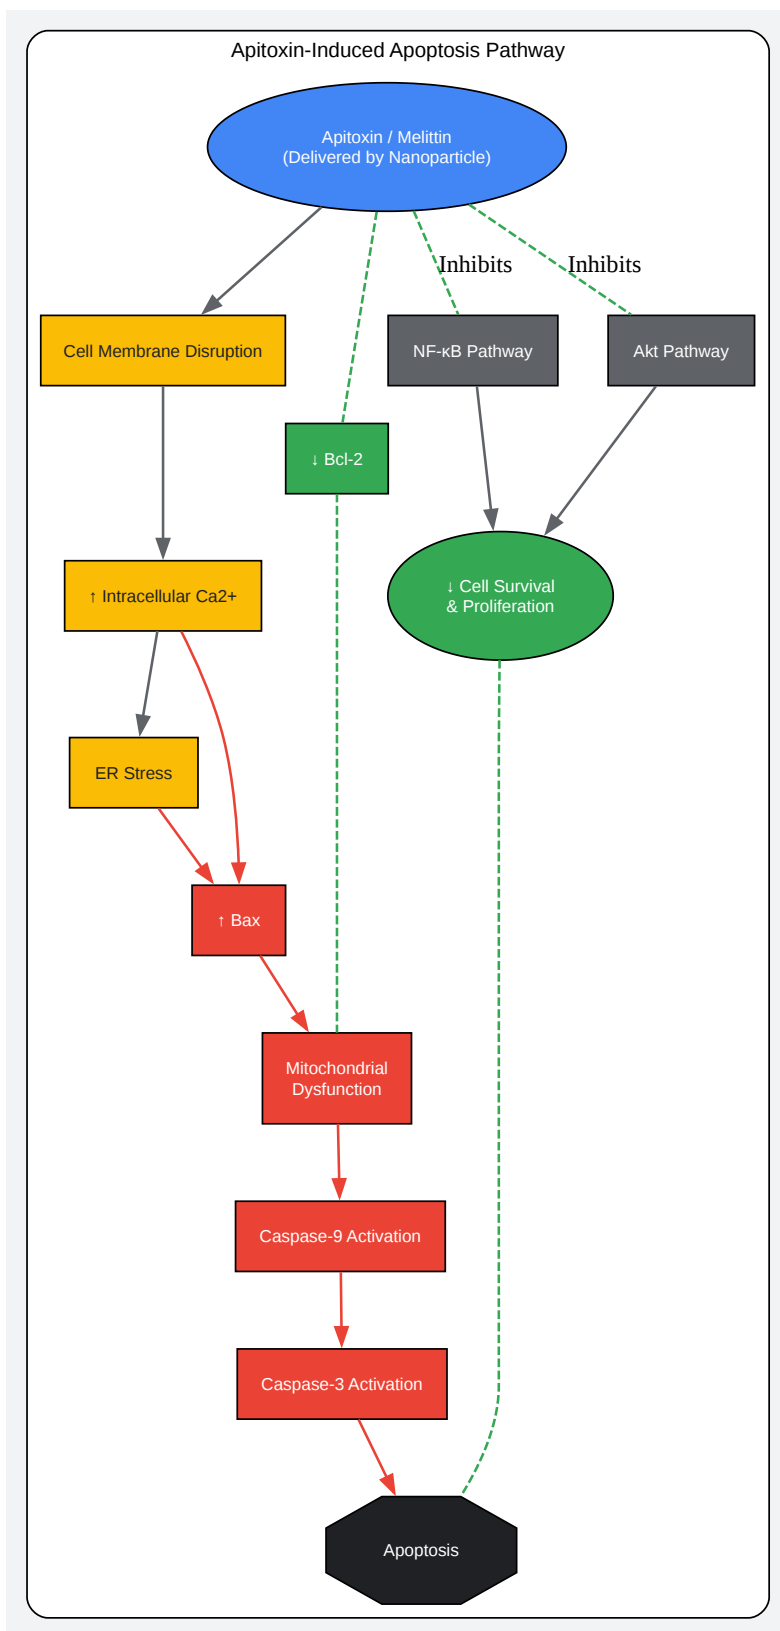 Apitoxin-Induced Apoptosis Pathway
Apitoxin / Melittin
(Delivered by Nanoparticle)
Inhibits
Inhibits
Cell Membrane Disruption
NF-κB Pathway
Akt Pathway
↓ Bcl-2
↑ Intracellular Ca2+
↓ Cell Survival
& Proliferation
ER Stress
↑ Bax
Mitochondrial
Dysfunction
Caspase-9 Activation
Caspase-3 Activation
Apoptosis